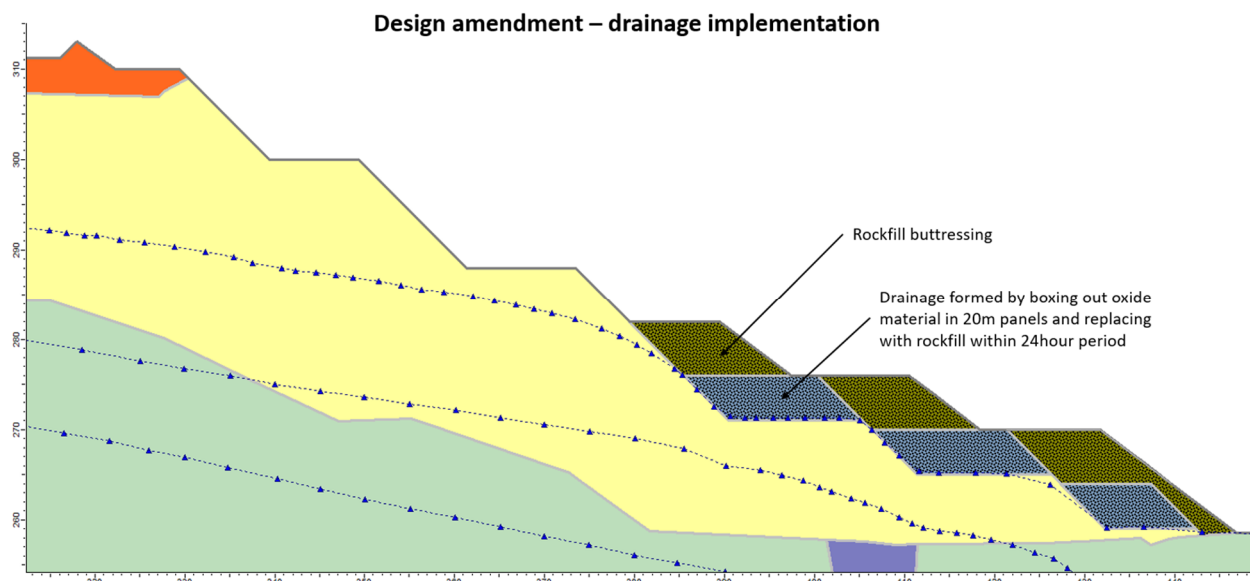 Design amendment – drainage implementation
310
300
290
280
270
260
Rockfill buttressing
Drainage formed by boxing out oxide
material in 20m panels and replacing
with rockfill within 24hour period